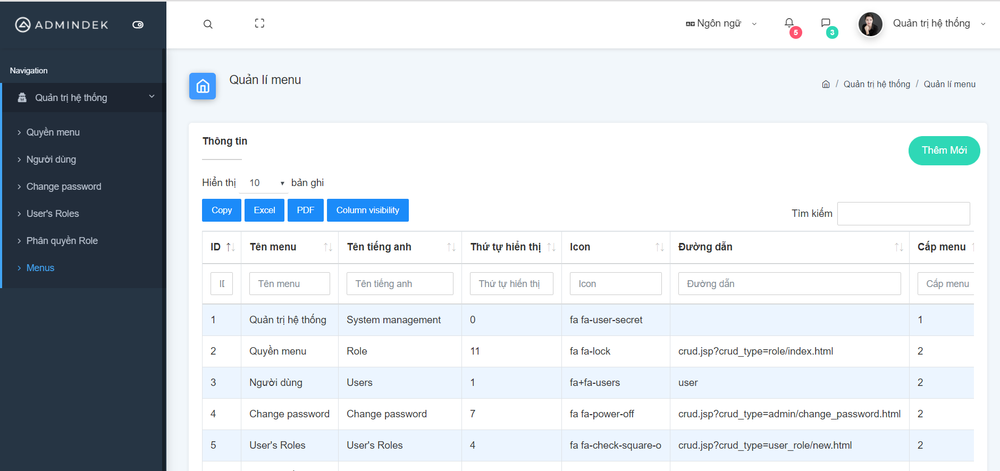 ADMINDEK
Ngôn ngữ
5
3
Quản trị hệ thống
Navigation
Quản trị hệ thống
Quyền menu
Người dùng
Change password
User's Roles
Phân quyền Role
Menus
Quản lí menu
/ Quản trị hệ thống / Quản lí menu
Thông tin
Thêm Mới
Hiển thị 10 bản ghi
Copy Excel PDF Column visibility
Tìm kiếm
ID Tên menu Tên tiếng anh Thứ tự hiển thị Icon Đường dẫn Cấp menu
ID Tên menu Tên tiếng anh Thứ tự hiển thị Icon Đường dẫn Cấp menu
1 Quản trị hệ thống System management 0 fa fa-user-secret 1
2 Quyền menu Role 11 fa fa-lock crud.jsp?crud_type=role/index.html 2
3 Người dùng Users 1 fa+fa-users user 2
4 Change password Change password 7 fa fa-power-off crud.jsp?crud_type=admin/change_password.html 2
5 User's Roles User's Roles 4 fa fa-check-square-o crud.jsp?crud_type=user_role/new.html 2